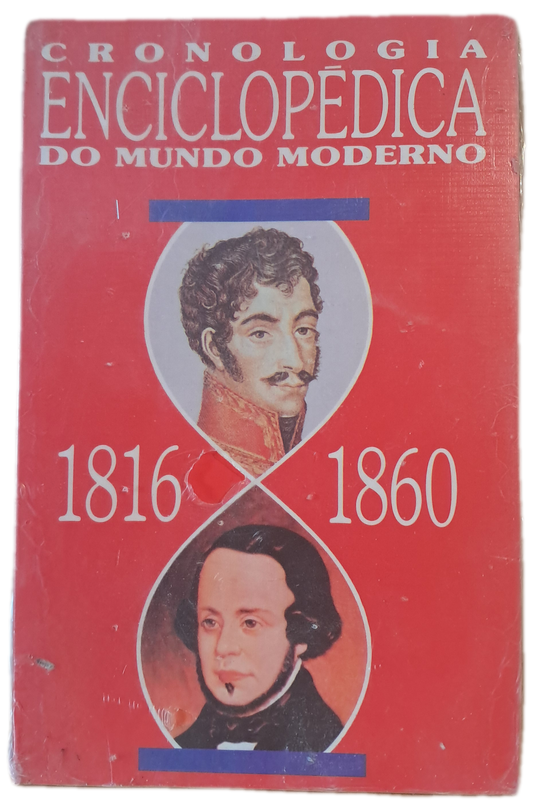 CRONOLOGIA
ENCICLOPÉDICA
DO MUNDO MODERNO
1816 1860